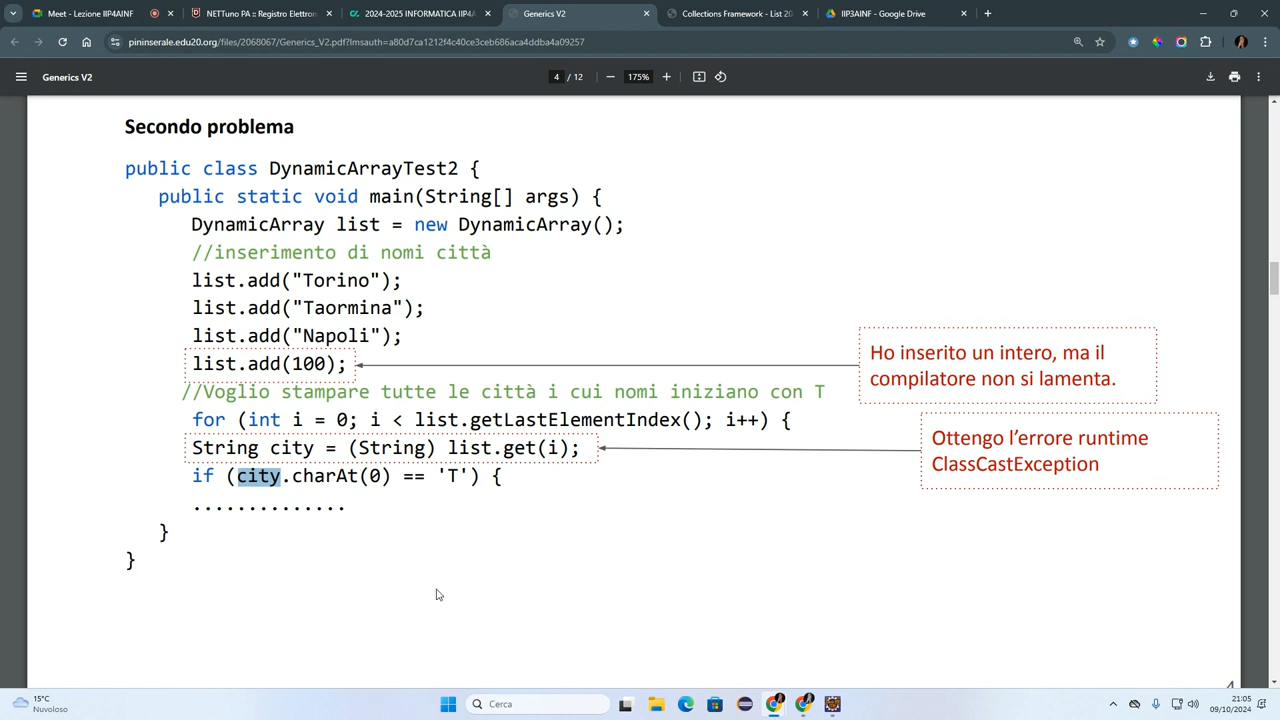 Meet - Lezione IIP4AINF
NETTuno PA :: Registro Elettron
2024-2025 INFORMATICA IIP4A
Generics V2
Collections Framework - List 20
IIP3AINF - Google Drive
pininserale.edu20.org/files/2068067/Generics_V2.pdf?lmsauth=a80d7ca1212f4c40ce3ceb686aca4ddba4a09257
Generics V2
4 / 12
175%
Secondo problema
public class DynamicArrayTest2 {
public static void main(String[] args) {
DynamicArray list = new DynamicArray();
//inserimento di nomi città
list.add("Torino");
list.add("Taormina");
list.add("Napoli");
list.add(100);
Ho inserito un intero, ma il
compilatore non si lamenta.
//Voglio stampare tutte le città i cui nomi iniziano con T
for (int i = 0; i < list.getLastElementIndex(); i++) {
String city = (String) list.get(i);
Ottengo l’errore runtime
ClassCastException
if (city.charAt(0) == 'T') {
..............
}
}
15°C
Nuvoloso
Cerca
21:05
09/10/2024